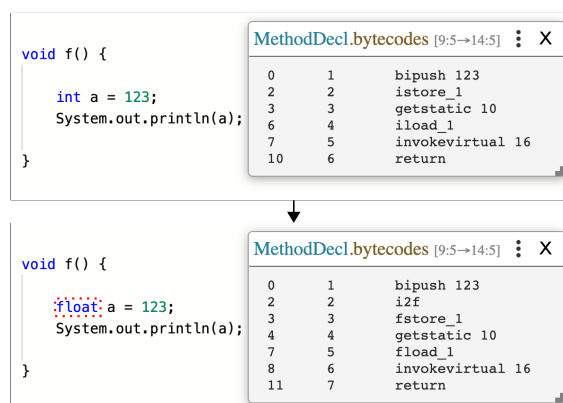 void f() {
int a = 123;
System.out.println(a);
}
MethodDecl.bytecodes [9:5→14:5] ⋮ X
0 1 bipush 123
2 2 istore_1
3 3 getstatic 10
6 4 iload_1
7 5 invokevirtual 16
10 6 return
void f() {
float a = 123;
System.out.println(a);
}
MethodDecl.bytecodes [9:5→14:5] ⋮ X
0 1 bipush 123
2 2 i2f
3 3 fstore_1
4 4 getstatic 10
7 5 fload_1
8 6 invokevirtual 16
11 7 return